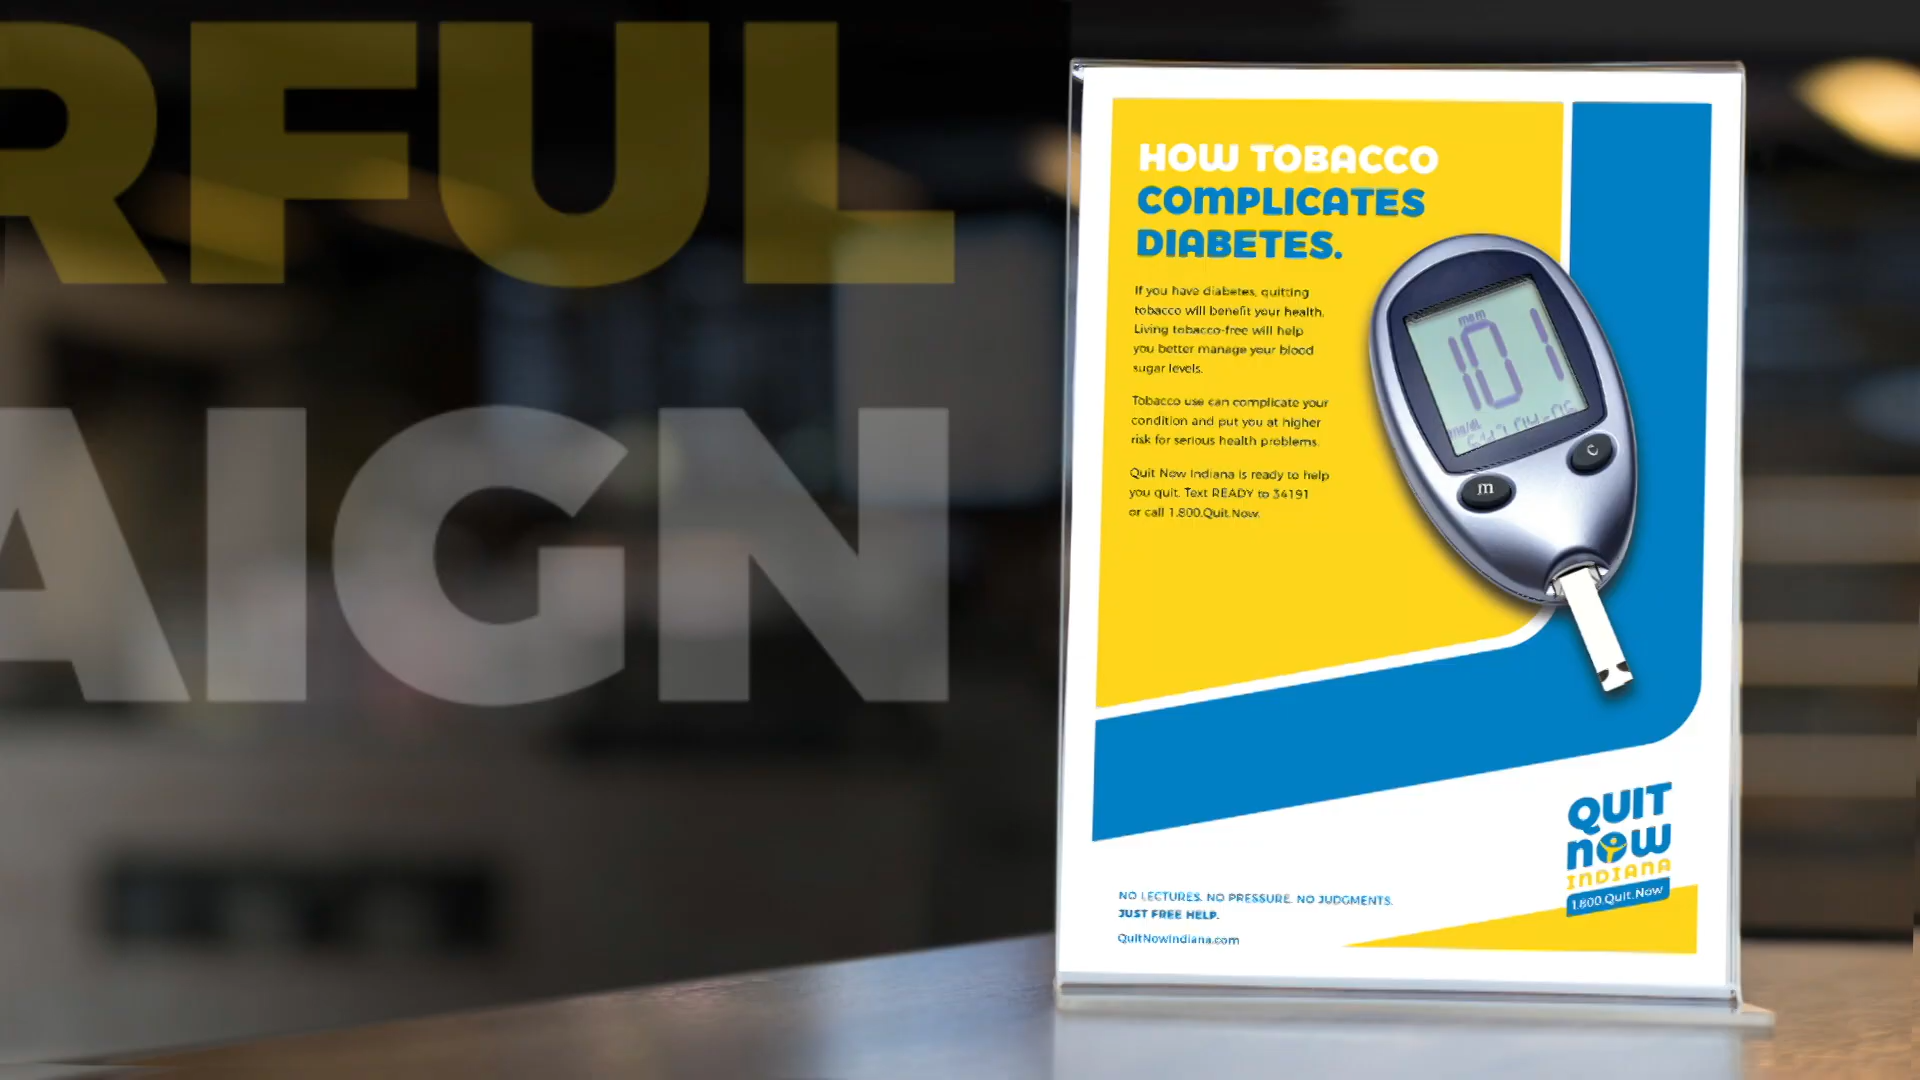 RFUL
AIGN
HOW TOBACCO
COMPLICATES
DIABETES.
If you have diabetes, quitting
tobacco will benefit your health.
Living tobacco-free will help
you better manage your blood
sugar levels.
Tobacco use can complicate your
condition and put you at higher
risk for serious health problems.
Quit Now Indiana is ready to help
you quit. Text READY to 34191
or call 1.800.Quit.Now.
mem
101
mg/dL
m
C
QUIT
NOW
INDIANA
1.800.Quit.Now
NO LECTURES. NO PRESSURE. NO JUDGMENTS.
JUST FREE HELP.
QuitNowIndiana.com